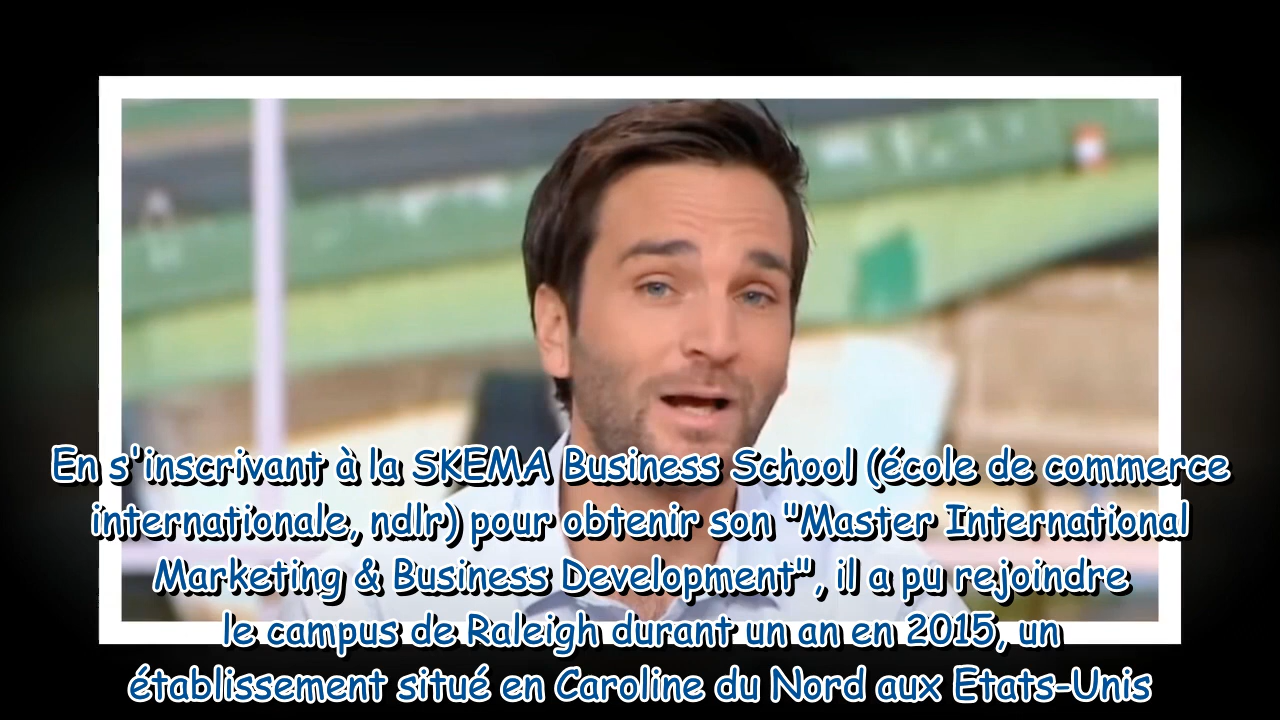 En s'inscrivant à la SKEMA Business School (école de commerce
internationale, ndlr) pour obtenir son "Master International
Marketing & Business Development", il a pu rejoindre
le campus de Raleigh durant un an en 2015, un
établissement situé en Caroline du Nord aux Etats-Unis